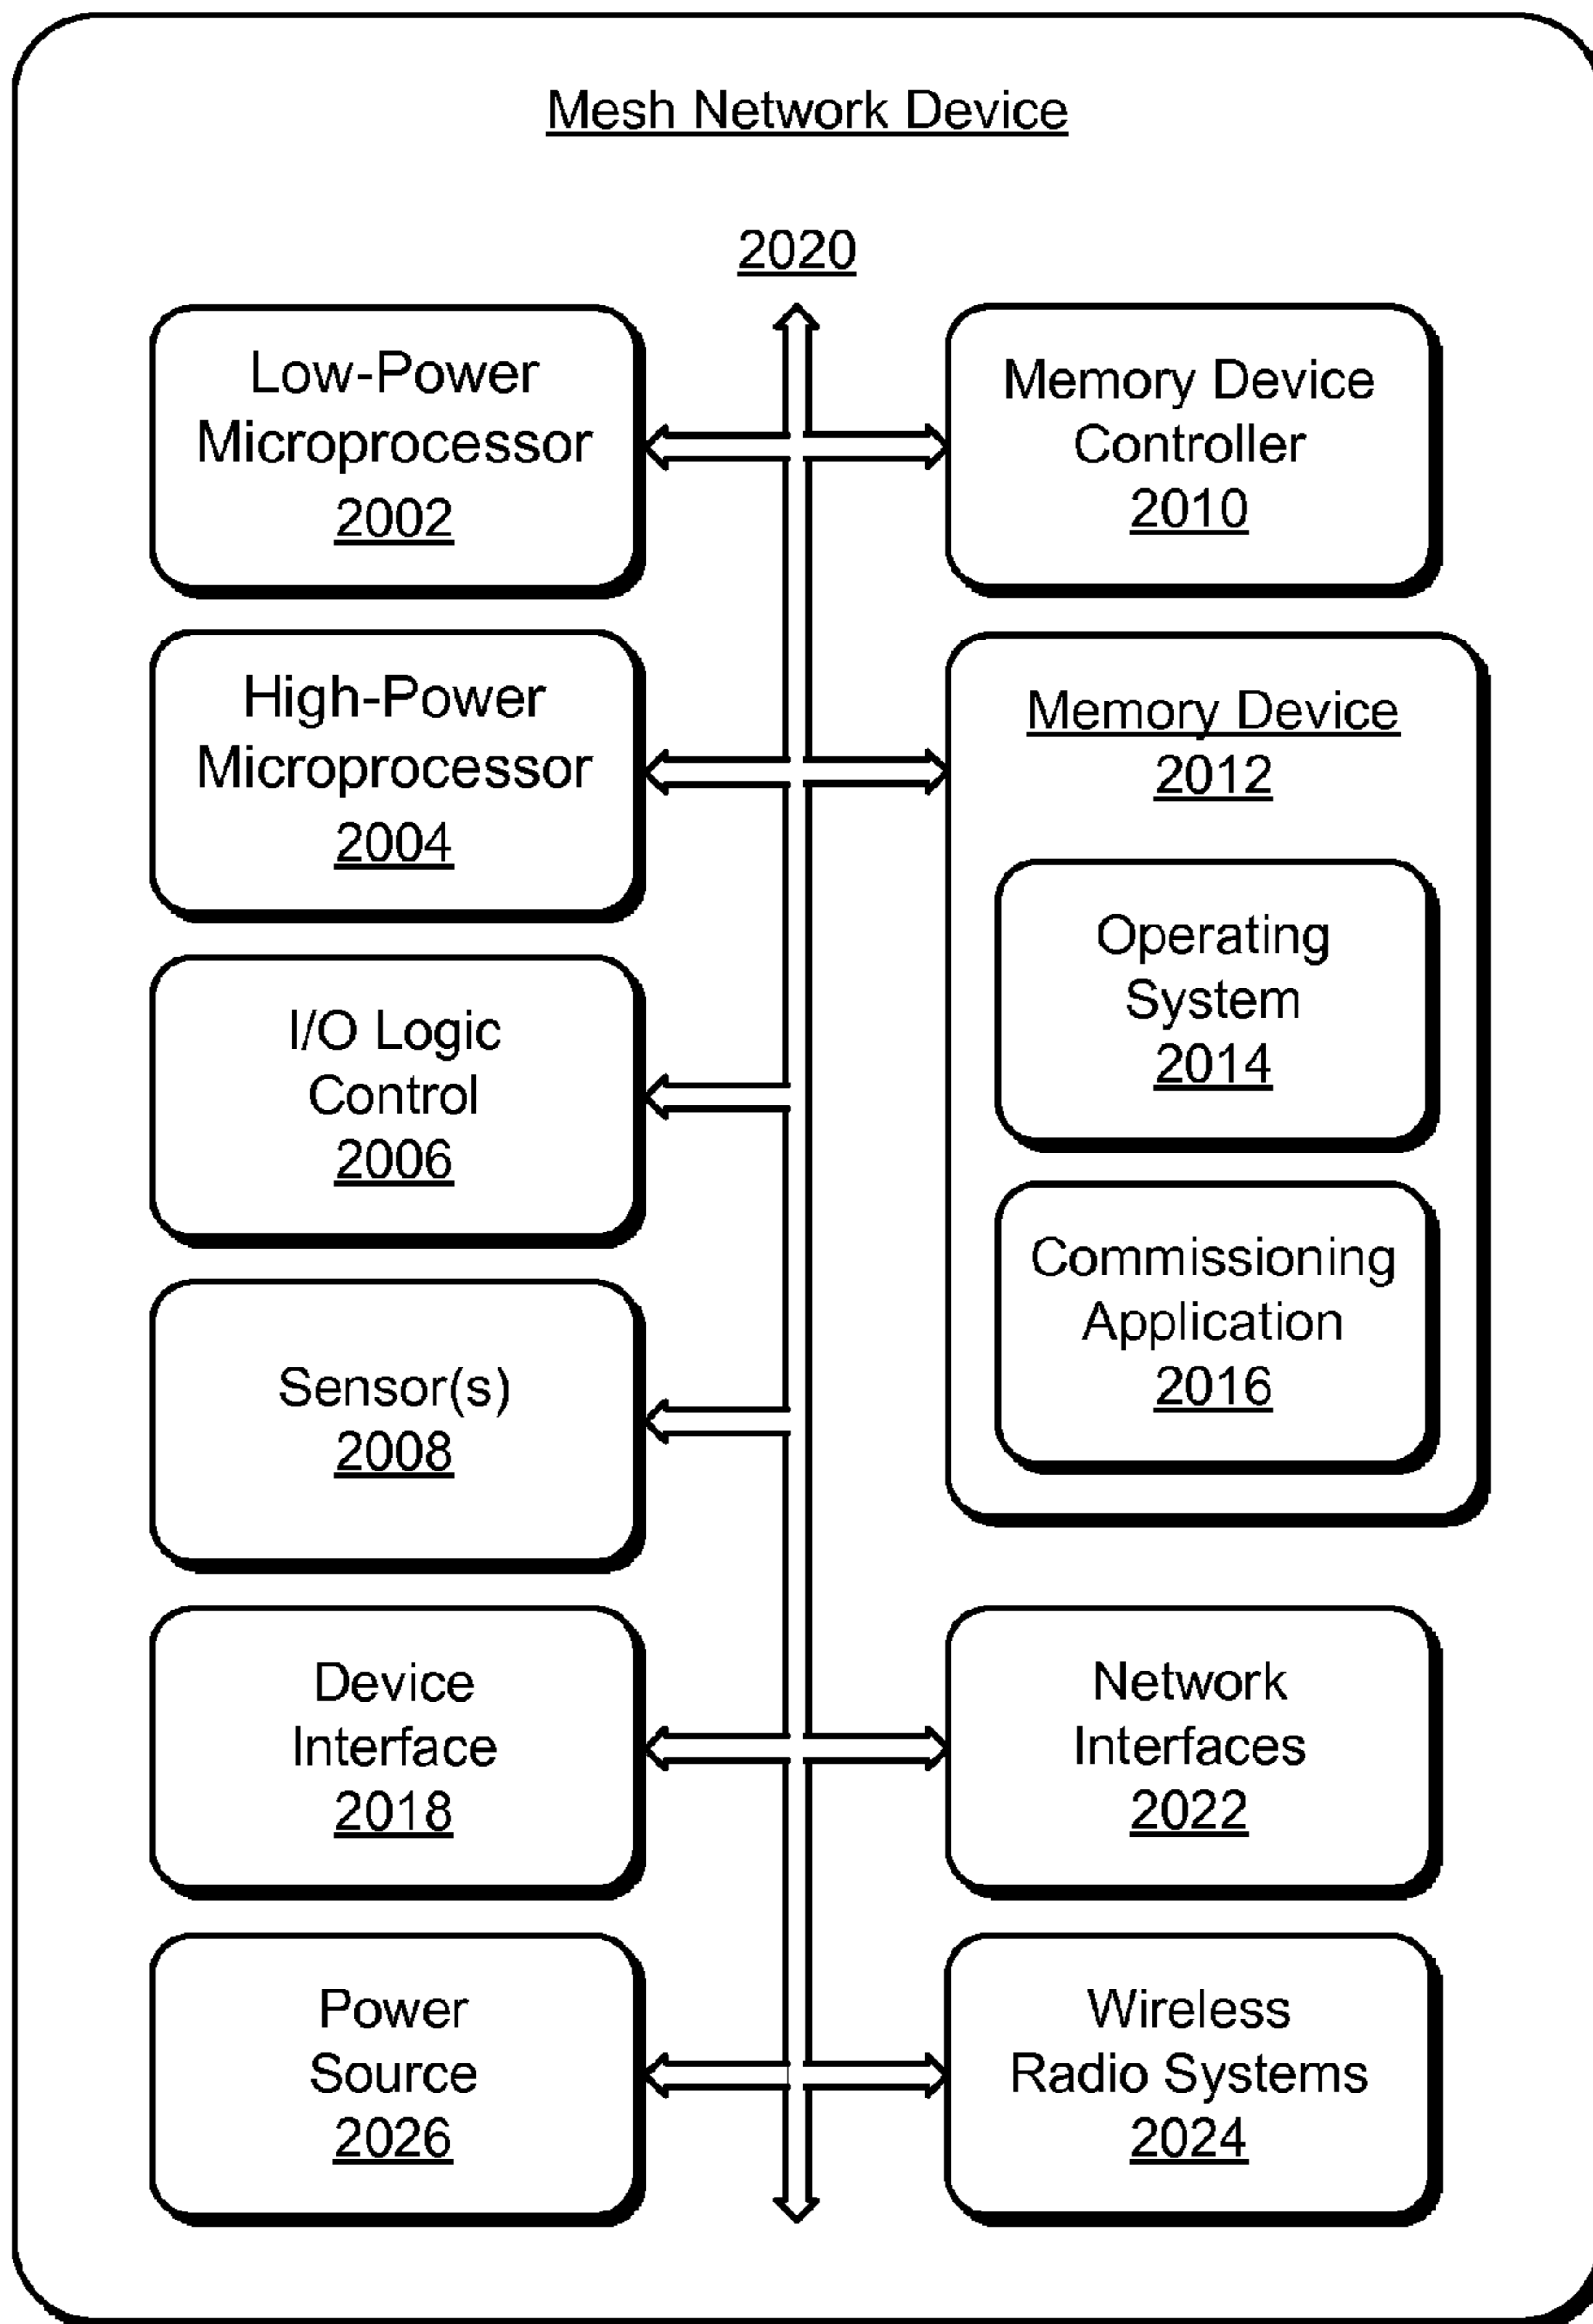 Mesh Network Device
2020
Low-Power
Microprocessor
2002
High-Power
Microprocessor
2004
I/O Logic
Control
2006
Sensor(s)
2008
Device
Interface
2018
Power
Source
2026
Memory Device
Controller
2010
Memory Device
2012
Operating
System
2014
Commissioning
Application
2016
Network
Interfaces
2022
Wireless
Radio Systems
2024